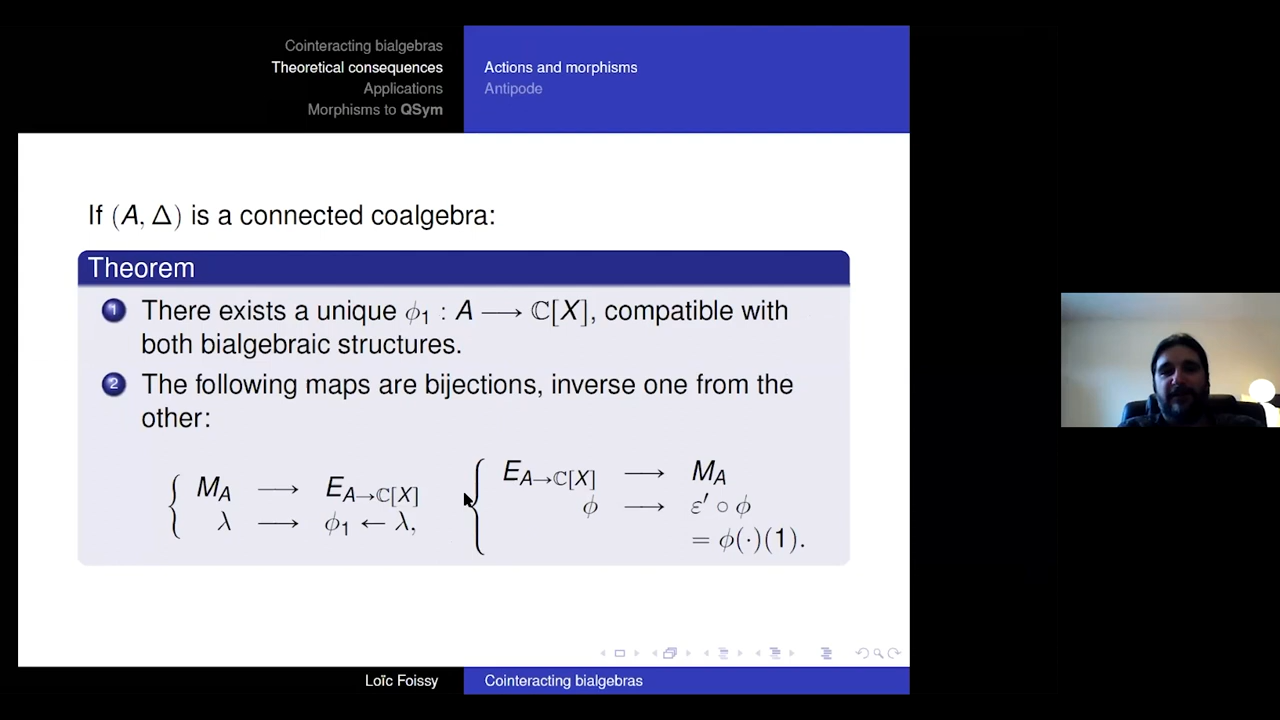 Cointeracting bialgebras
Theoretical consequences
Applications
Morphisms to QSym
Actions and morphisms
Antipode
If (A, Δ) is a connected coalgebra:
Theorem
1 There exists a unique ϕ₁ : A ⟶ ℂ[X], compatible with
both bialgebraic structures.
2 The following maps are bijections, inverse one from the
other:
{ M_A ⟶ E_{A→ℂ[X]}
λ ⟶ ϕ₁ ← λ,
{ E_{A→ℂ[X]} ⟶ M_A
ϕ ⟶ ε′ ∘ ϕ
= ϕ(·)(1).
Loïc Foissy
Cointeracting bialgebras